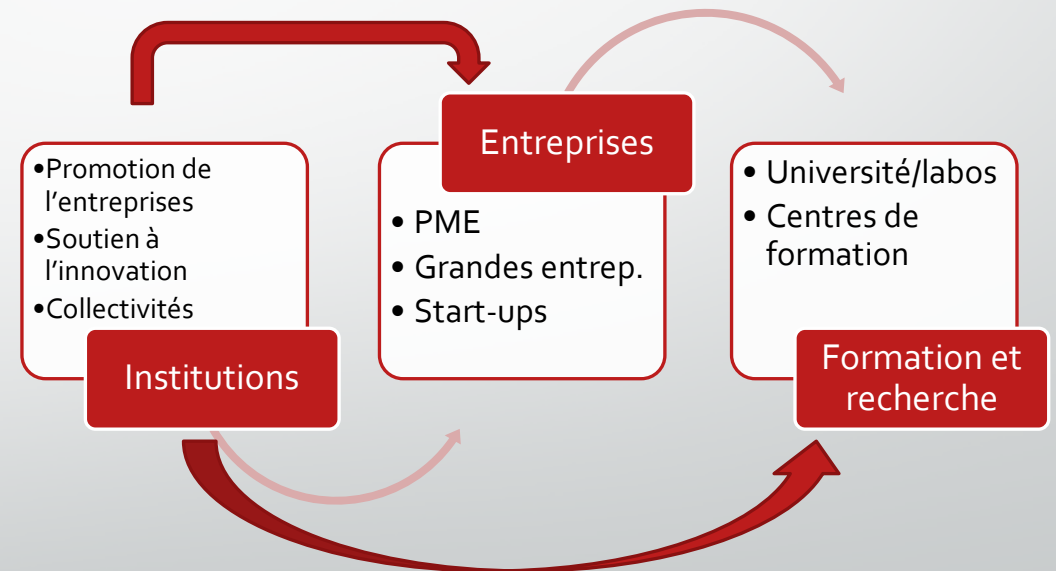 •Promotion de
l'entreprises
•Soutien à
l'innovation
•Collectivités
Institutions
Entreprises
• PME
• Grandes entrep.
• Start-ups
• Université/labos
• Centres de
formation
Formation et
recherche